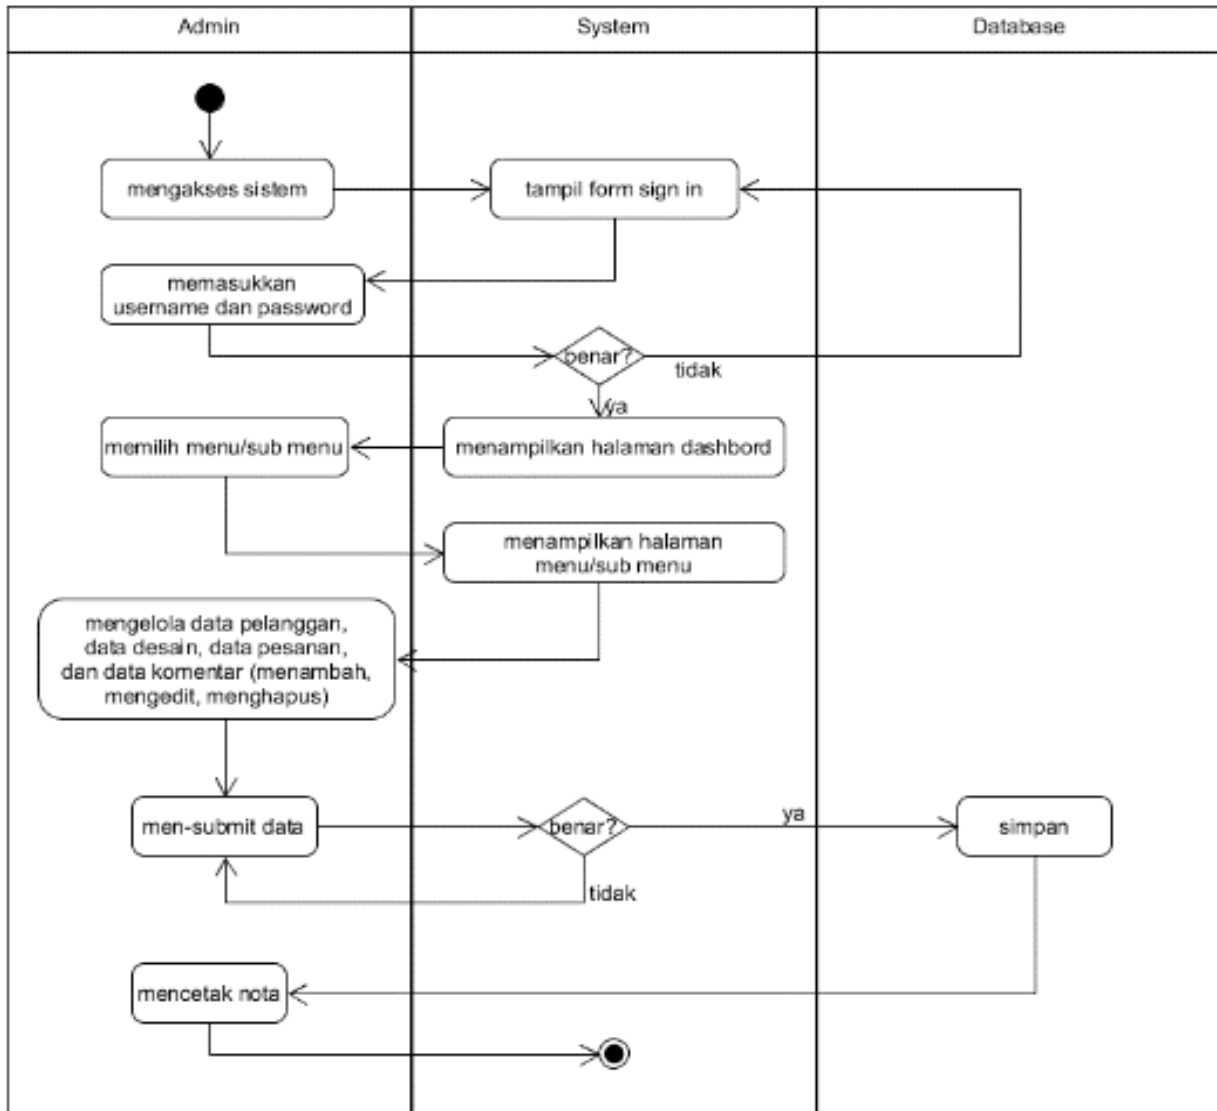 Admin
System
Database
mengakses sistem
tampil form sign in
memasukkan
username dan password
benar?
tidak
ya
memilih menu/sub menu
menampilkan halaman dashbord
menampilkan halaman
menu/sub menu
mengelola data pelanggan,
data desain, data pesanan,
dan data komentar (menambah,
mengedit, menghapus)
men-submit data
benar?
ya
simpan
tidak
mencetak nota